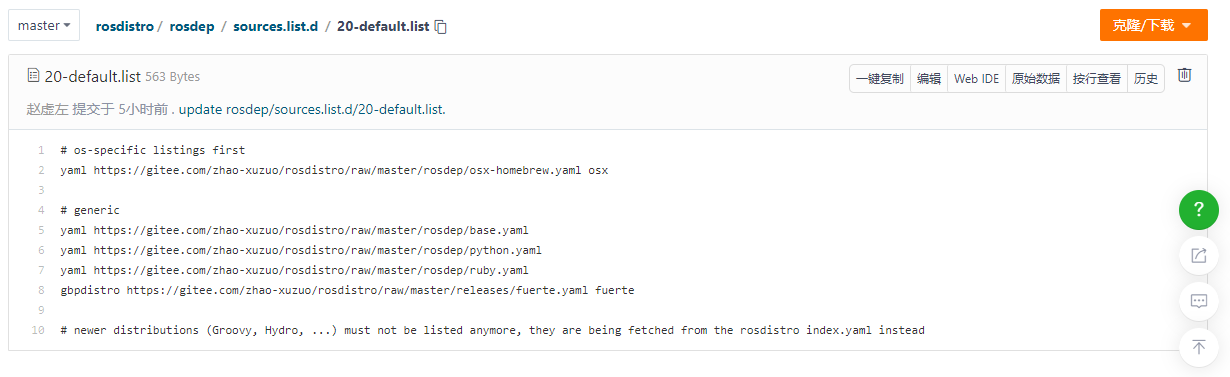 master rosdistro / rosdep / sources.list.d / 20-default.list 克隆/下载
20-default.list 563 Bytes 一键复制 编辑 Web IDE 原始数据 按行查看 历史
赵虚左 提交于 5小时前 . update rosdep/sources.list.d/20-default.list.
1 # os-specific listings first
2 yaml https://gitee.com/zhao-xuzuo/rosdistro/raw/master/rosdep/osx-homebrew.yaml osx
3
4 # generic
5 yaml https://gitee.com/zhao-xuzuo/rosdistro/raw/master/rosdep/base.yaml
6 yaml https://gitee.com/zhao-xuzuo/rosdistro/raw/master/rosdep/python.yaml
7 yaml https://gitee.com/zhao-xuzuo/rosdistro/raw/master/rosdep/ruby.yaml
8 gbpdistro https://gitee.com/zhao-xuzuo/rosdistro/raw/master/releases/fuerte.yaml fuerte
9
10 # newer distributions (Groovy, Hydro, ...) must not be listed anymore, they are being fetched from the rosdistro index.yaml instead
?